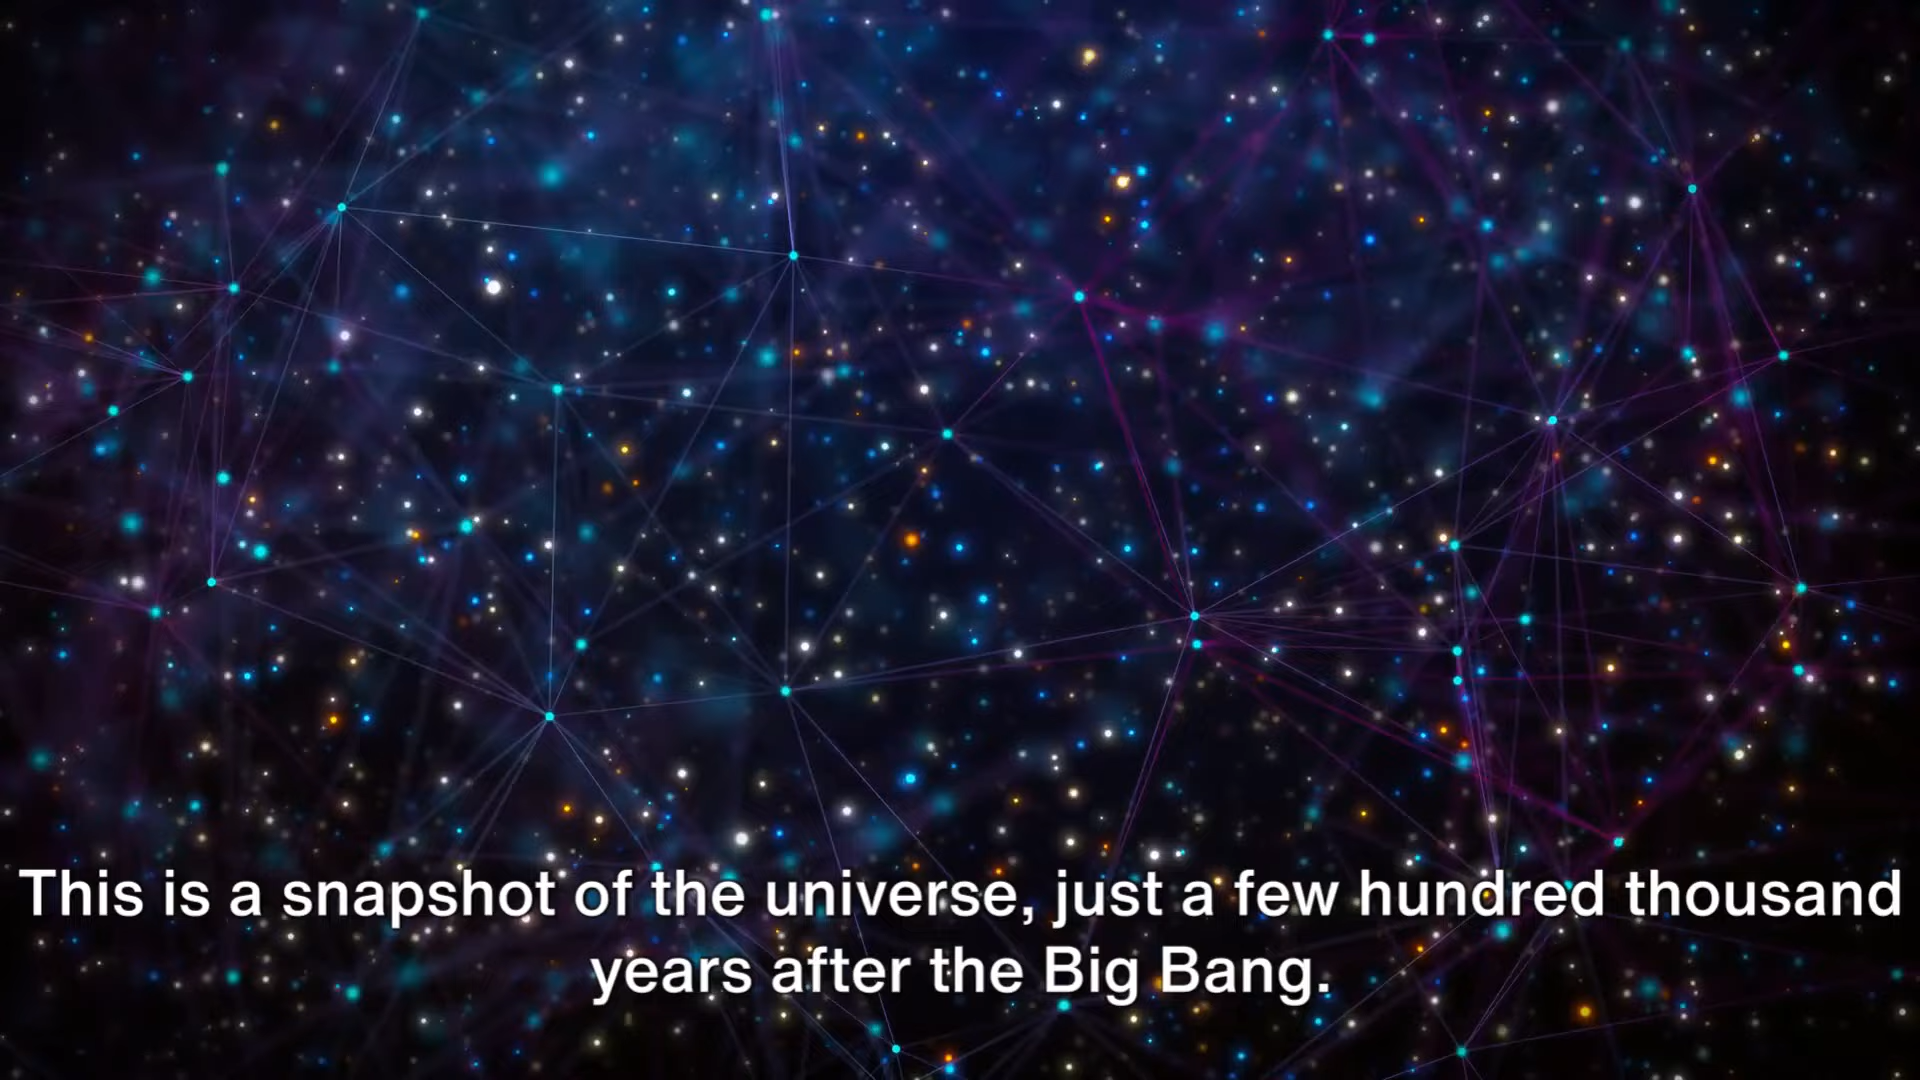 This is a snapshot of the universe, just a few hundred thousand
years after the Big Bang.